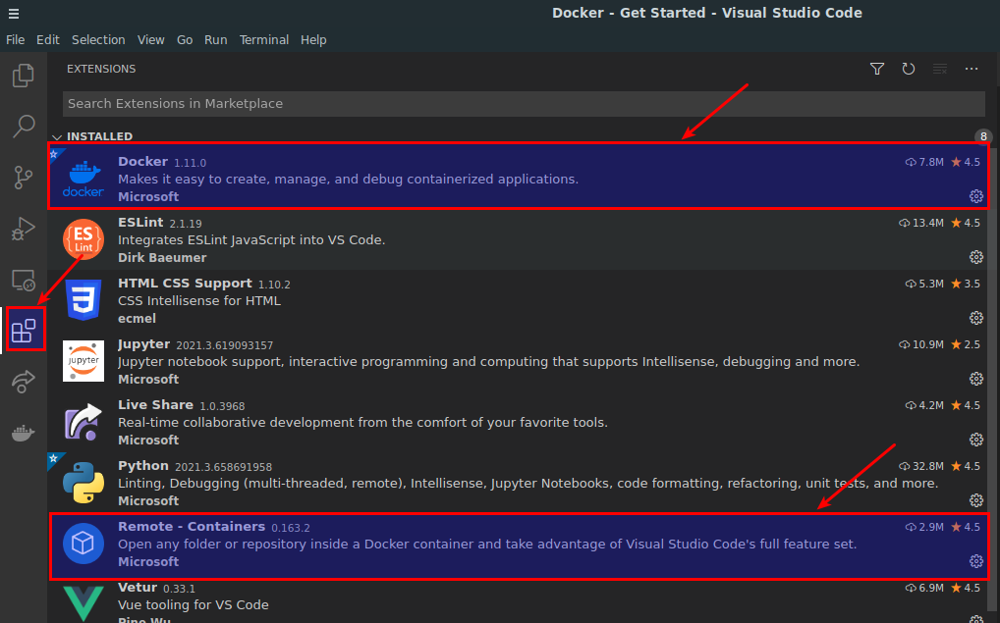 Docker - Get Started - Visual Studio Code
File Edit Selection View Go Run Terminal Help
EXTENSIONS
Search Extensions in Marketplace
INSTALLED 8
Docker 1.11.0 7.8M 4.5
Makes it easy to create, manage, and debug containerized applications.
docker
Microsoft
ESLint 2.1.19 13.4M 4.5
ES
Lint
Integrates ESLint JavaScript into VS Code.
Dirk Baeumer
HTML CSS Support 1.10.2 5.3M 3.5
3
CSS Intellisense for HTML
ecmel
Jupyter 2021.3.619093157 10.9M 2.5
jupyter
Jupyter notebook support, interactive programming and computing that supports Intellisense, debugging and more.
Microsoft
Live Share 1.0.3968 4.2M 4.5
Real-time collaborative development from the comfort of your favorite tools.
Microsoft
Python 2021.3.658691958 32.8M 4.5
Linting, Debugging (multi-threaded, remote), Intellisense, Jupyter Notebooks, code formatting, refactoring, unit tests, and more.
Microsoft
Remote - Containers 0.163.2 2.9M 4.5
Open any folder or repository inside a Docker container and take advantage of Visual Studio Code's full feature set.
Microsoft
Vetur 0.33.1 6.9M 4.5
Vue tooling for VS Code
Pine Wu